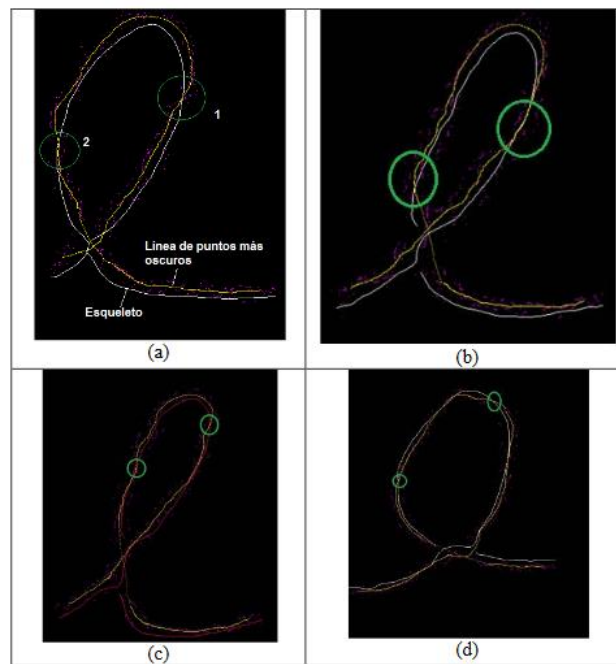 1
2
Línea de puntos más
oscuros
Esqueleto
(a)
(b)
(c)
(d)